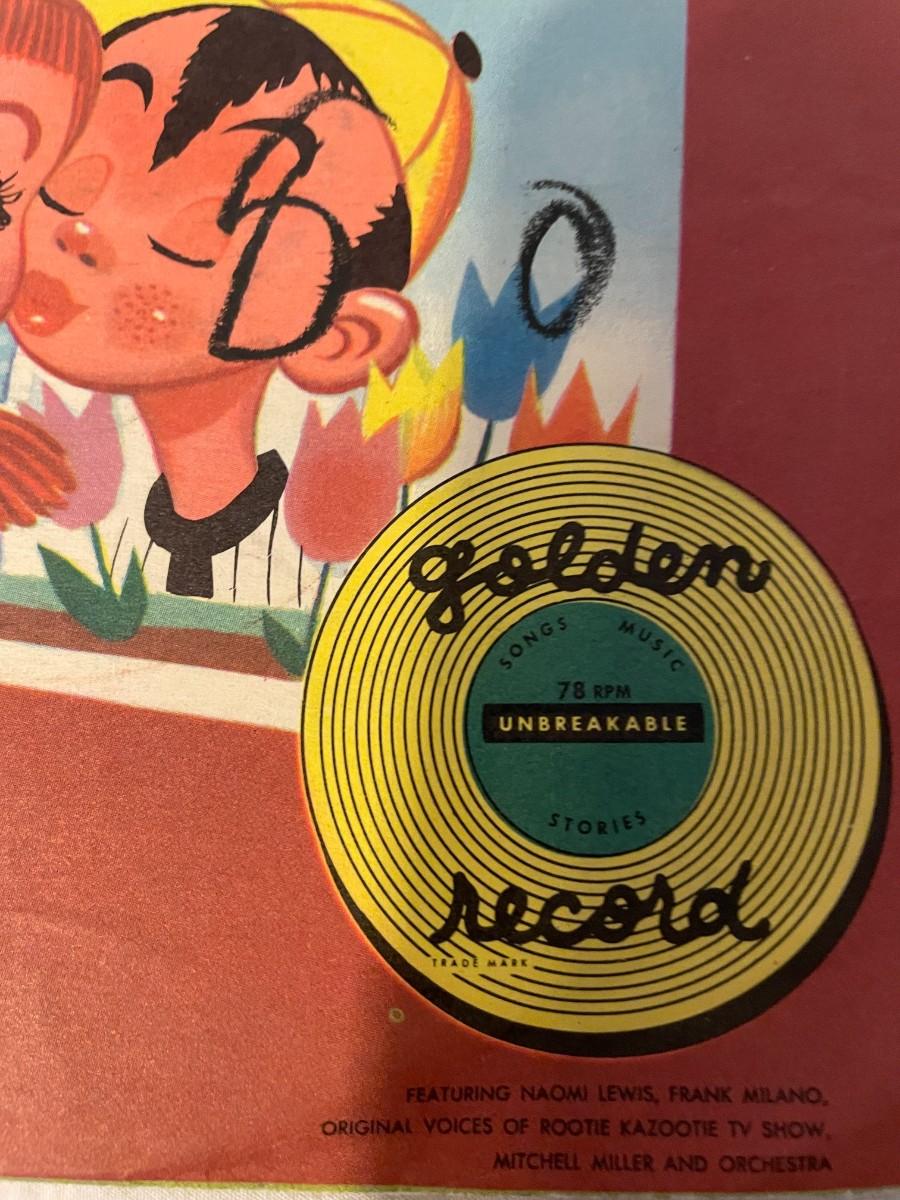 D O
golden
SONGS MUSIC
78 RPM
UNBREAKABLE
STORIES
record
TRADE MARK
FEATURING NAOMI LEWIS, FRANK MILANO,
ORIGINAL VOICES OF ROOTIE KAZOOTIE TV SHOW,
MITCHELL MILLER AND ORCHESTRA